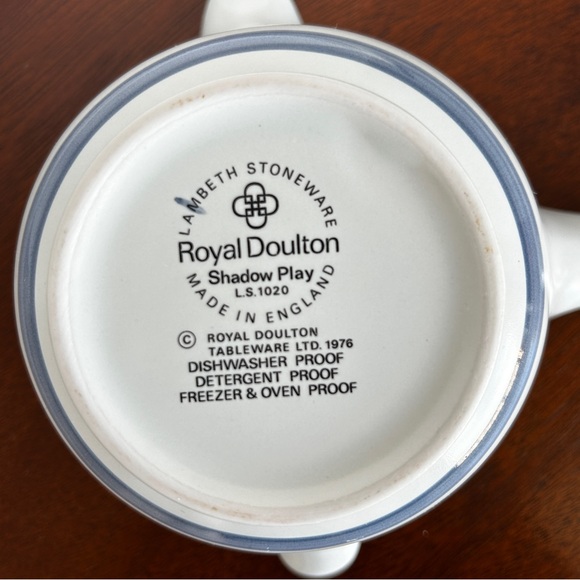 LAMBETH STONEWARE
Royal Doulton
Shadow Play
L.S.1020
MADE IN ENGLAND
© ROYAL DOULTON
TABLEWARE LTD. 1976
DISHWASHER PROOF
DETERGENT PROOF
FREEZER & OVEN PROOF